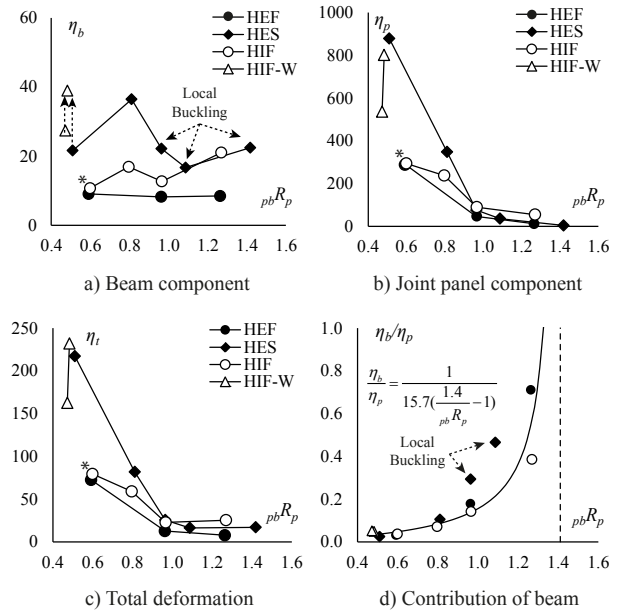 η_b
60
40
20
0
0.4 0.6 0.8 1.0 1.2 1.4 1.6
HEF
HES
HIF
HIF-W
Local
Buckling
*
pbRp
a) Beam component
η_p
1000
800
600
400
200
0
0.4 0.6 0.8 1.0 1.2 1.4 1.6
HEF
HES
HIF
HIF-W
*
pbRp
b) Joint panel component
η_t
250
200
150
100
50
0
0.4 0.6 0.8 1.0 1.2 1.4 1.6
HEF
HES
HIF
HIF-W
*
pbRp
c) Total deformation
η_b/η_p
1.0
0.8
0.6
0.4
0.2
0.0
0.4 0.6 0.8 1.0 1.2 1.4 1.6
η_b/η_p = 1/(15.7(1.4/pbRp −1))
Local
Buckling
pbRp
d) Contribution of beam